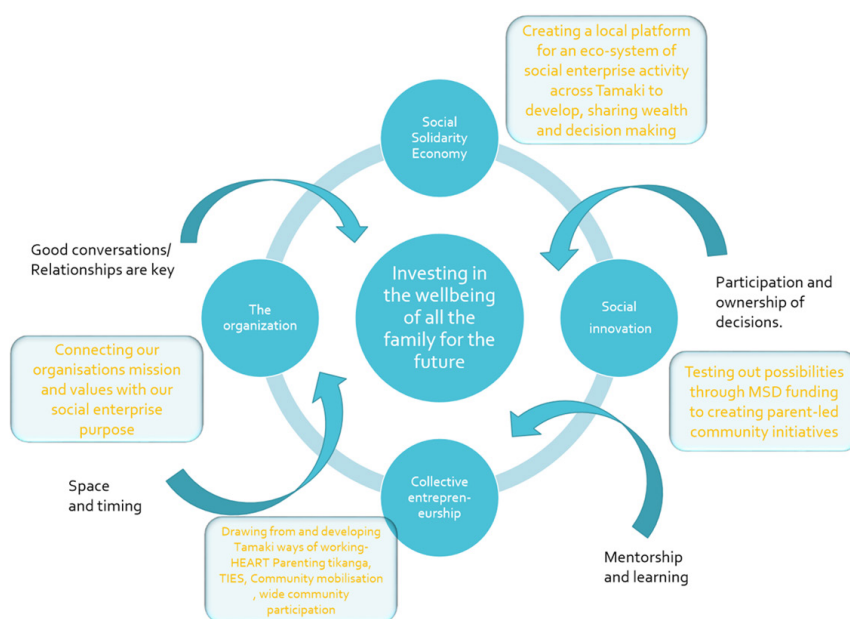 Creating a local platform
for an eco-system of
social enterprise activity
across Tamaki to
develop, sharing wealth
and decision making
Social
Solidarity
Economy
Good conversations/
Relationships are key
Investing in
the wellbeing
of all the
family for the
future
The
organization
Social
innovation
Participation and
ownership of
decisions.
Connecting our
organisations mission
and values with our
social enterprise
purpose
Testing out possibilities
through MSD funding
to creating parent-led
community initiatives
Space
and timing
Collective
entrepren-
eurship
Drawing from and developing
Tamaki ways of working-
HEART Parenting tikanga,
TIES, Community mobilisation
, wide community
participation
Mentorship
and learning